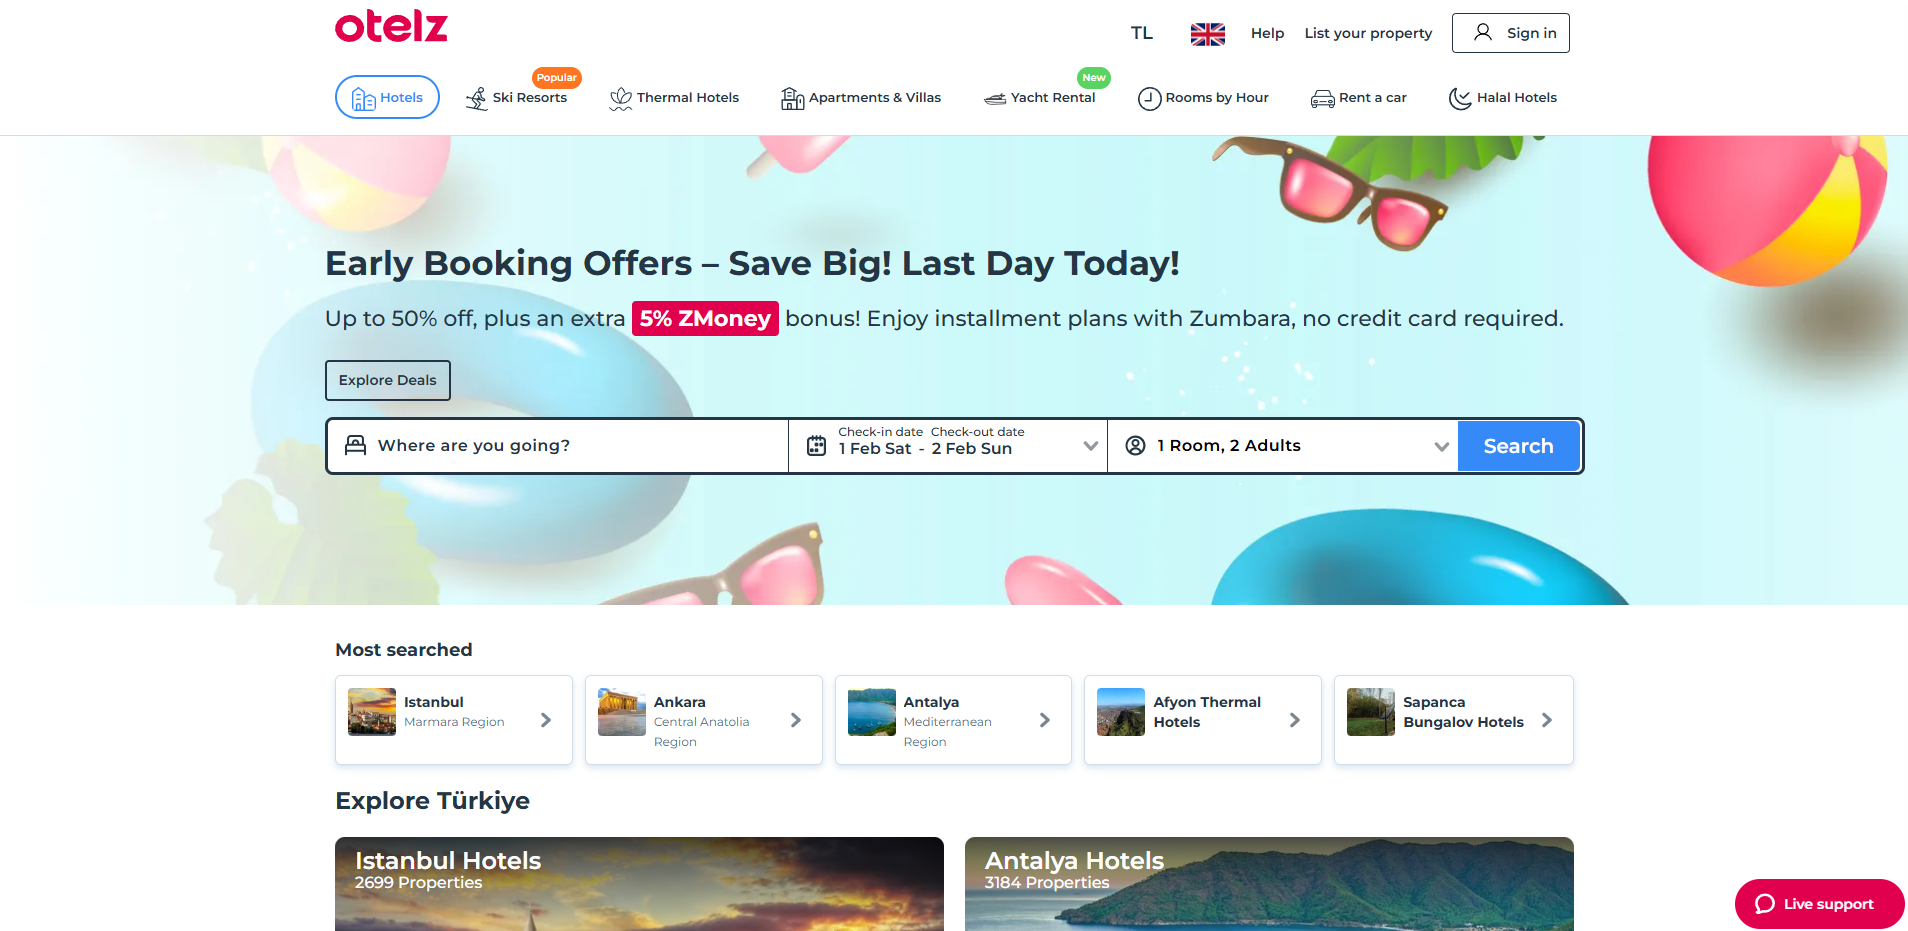 otelz
TL
Help
List your property
Sign in
Hotels
Popular
Ski Resorts
Thermal Hotels
Apartments & Villas
New
Yacht Rental
Rooms by Hour
Rent a car
Halal Hotels
Early Booking Offers – Save Big! Last Day Today!
Up to 50% off, plus an extra 5% ZMoney bonus! Enjoy installment plans with Zumbara, no credit card required.
Explore Deals
Where are you going?
Check-in date Check-out date
1 Feb Sat - 2 Feb Sun
1 Room, 2 Adults
Search
Most searched
Istanbul
Marmara Region
Ankara
Central Anatolia
Region
Antalya
Mediterranean
Region
Afyon Thermal
Hotels
Sapanca
Bungalov Hotels
Explore Türkiye
Istanbul Hotels
2699 Properties
Antalya Hotels
3184 Properties
Live support